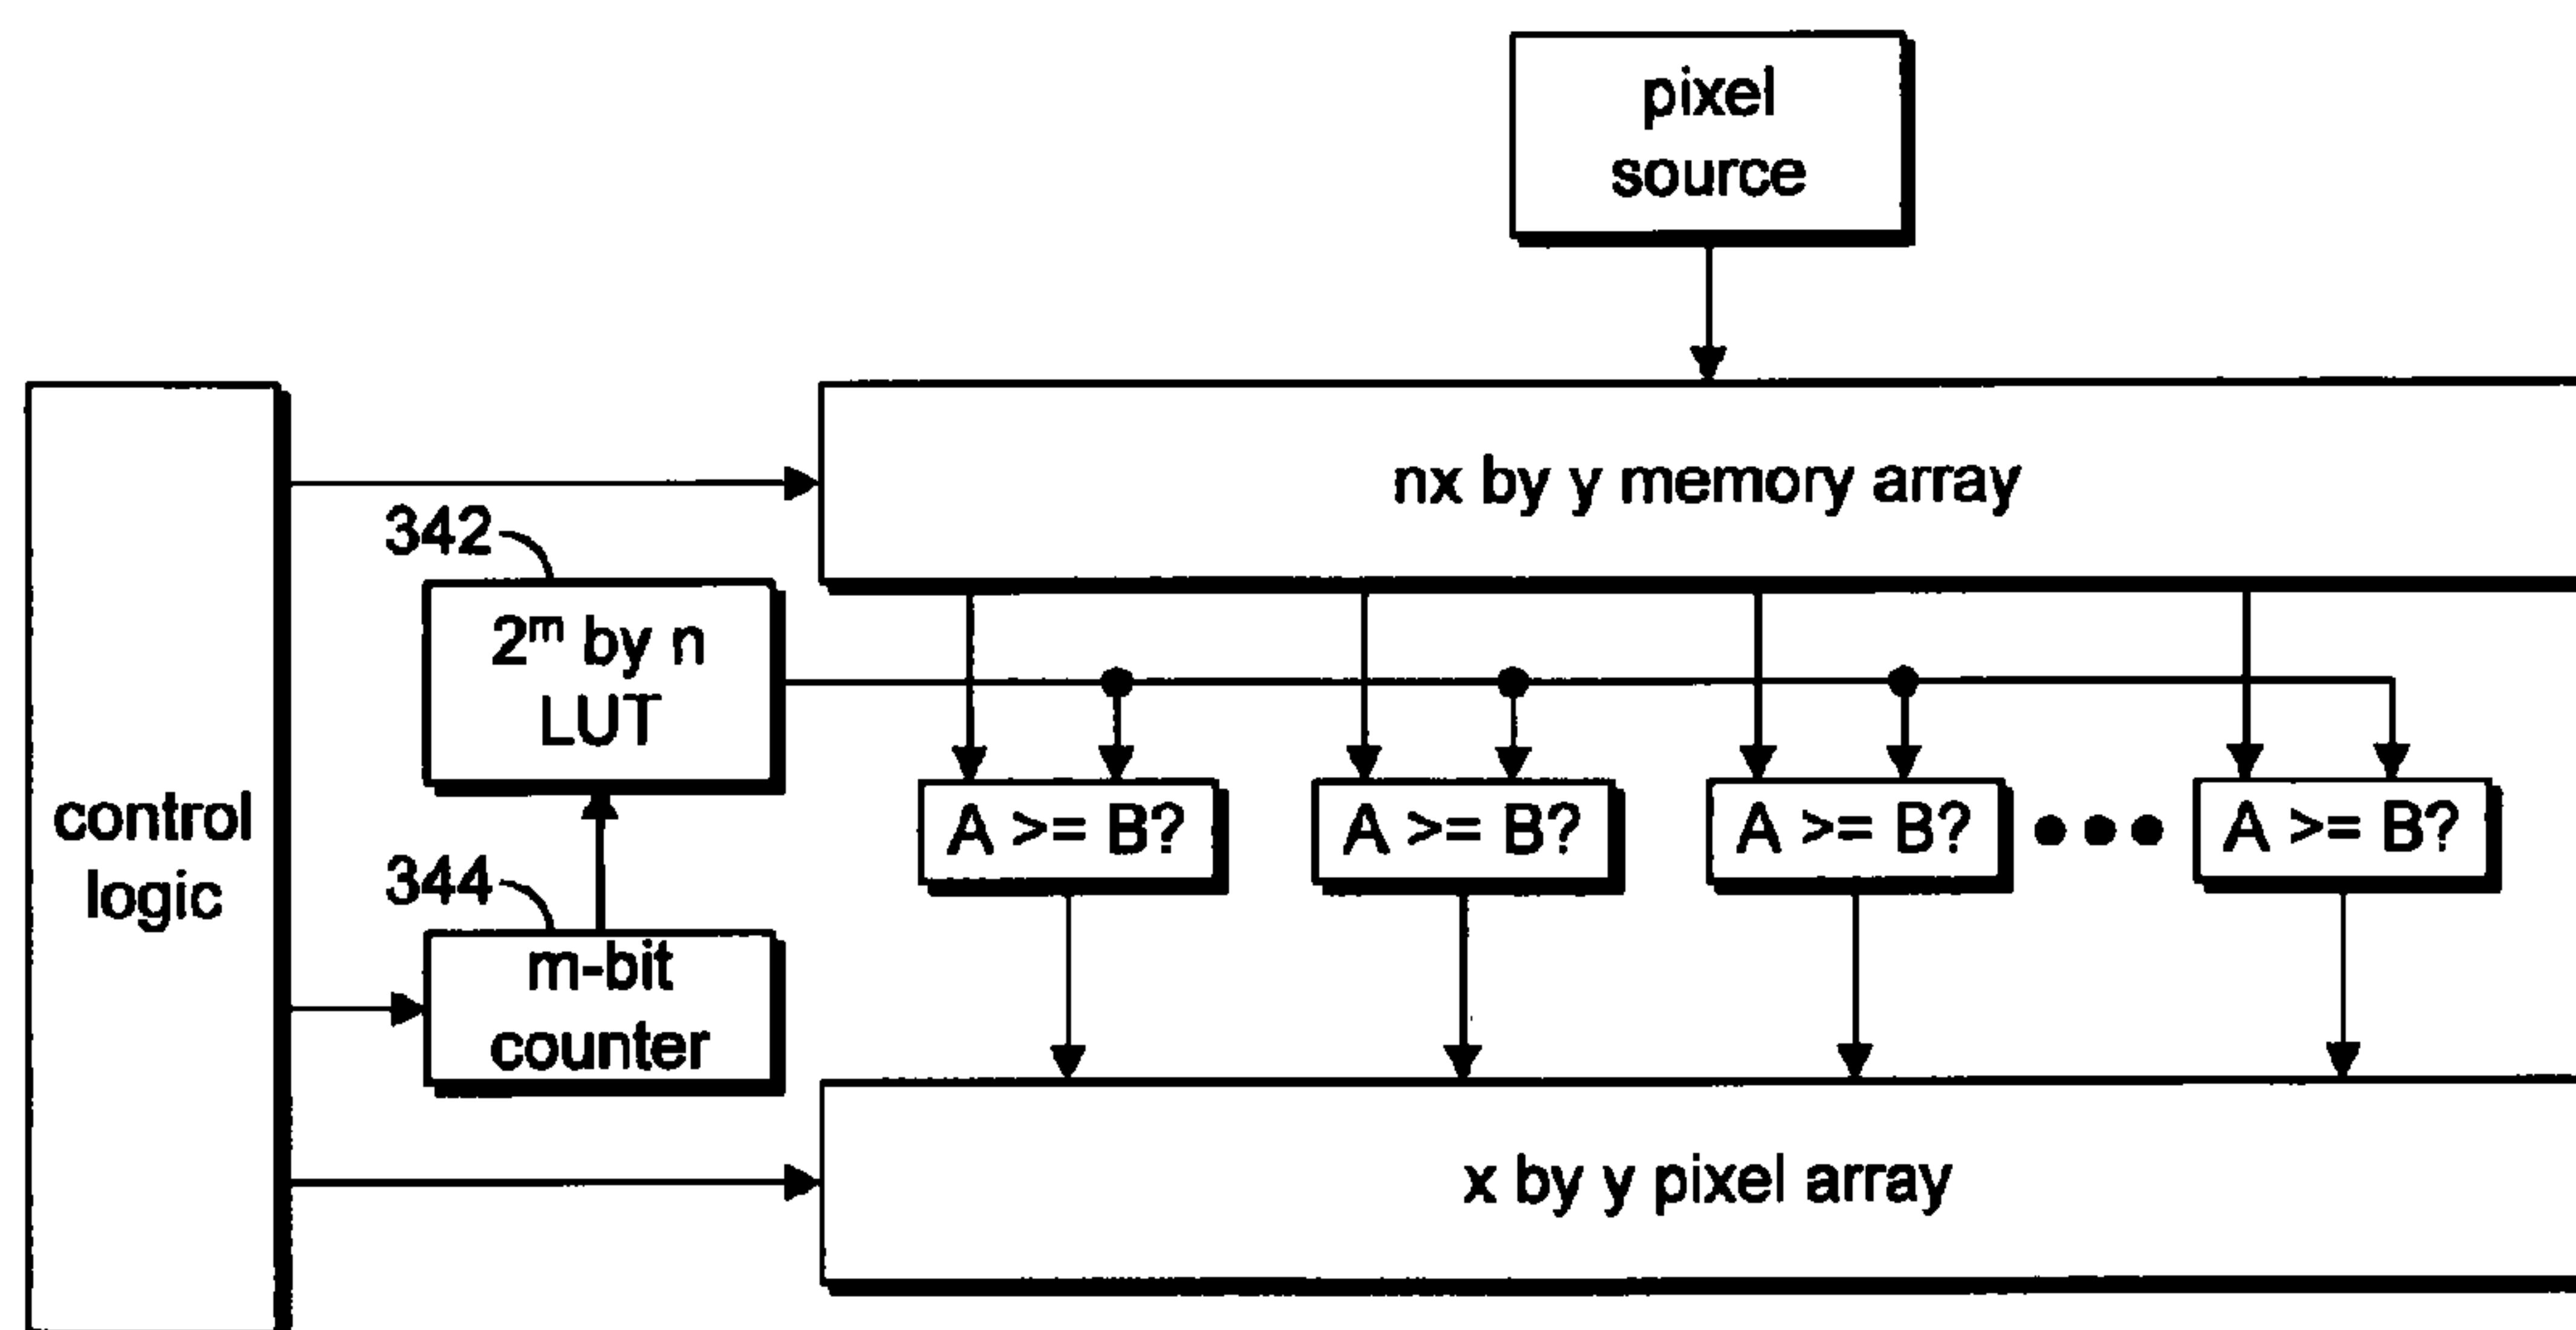 pixel
source
nx by y memory array
342
2ᵐ by n
LUT
control
logic
A >= B?
A >= B?
A >= B?
A >= B?
344
m-bit
counter
x by y pixel array